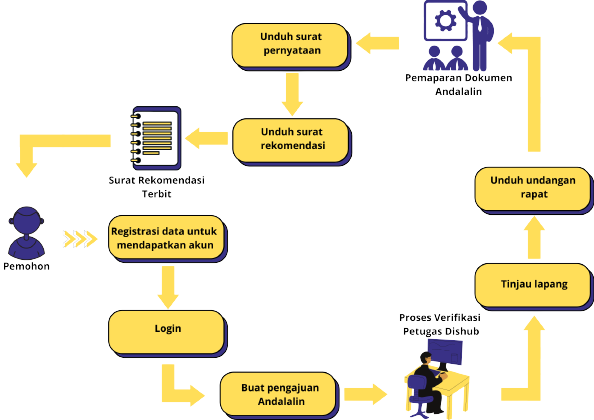 Pemohon
Registrasi data untuk
mendapatkan akun
Login
Buat pengajuan
Andalalin
Proses Verifikasi
Petugas Dishub
Tinjau lapang
Unduh undangan
rapat
Pemaparan Dokumen
Andalalin
Unduh surat
pernyataan
Unduh surat
rekomendasi
Surat Rekomendasi
Terbit